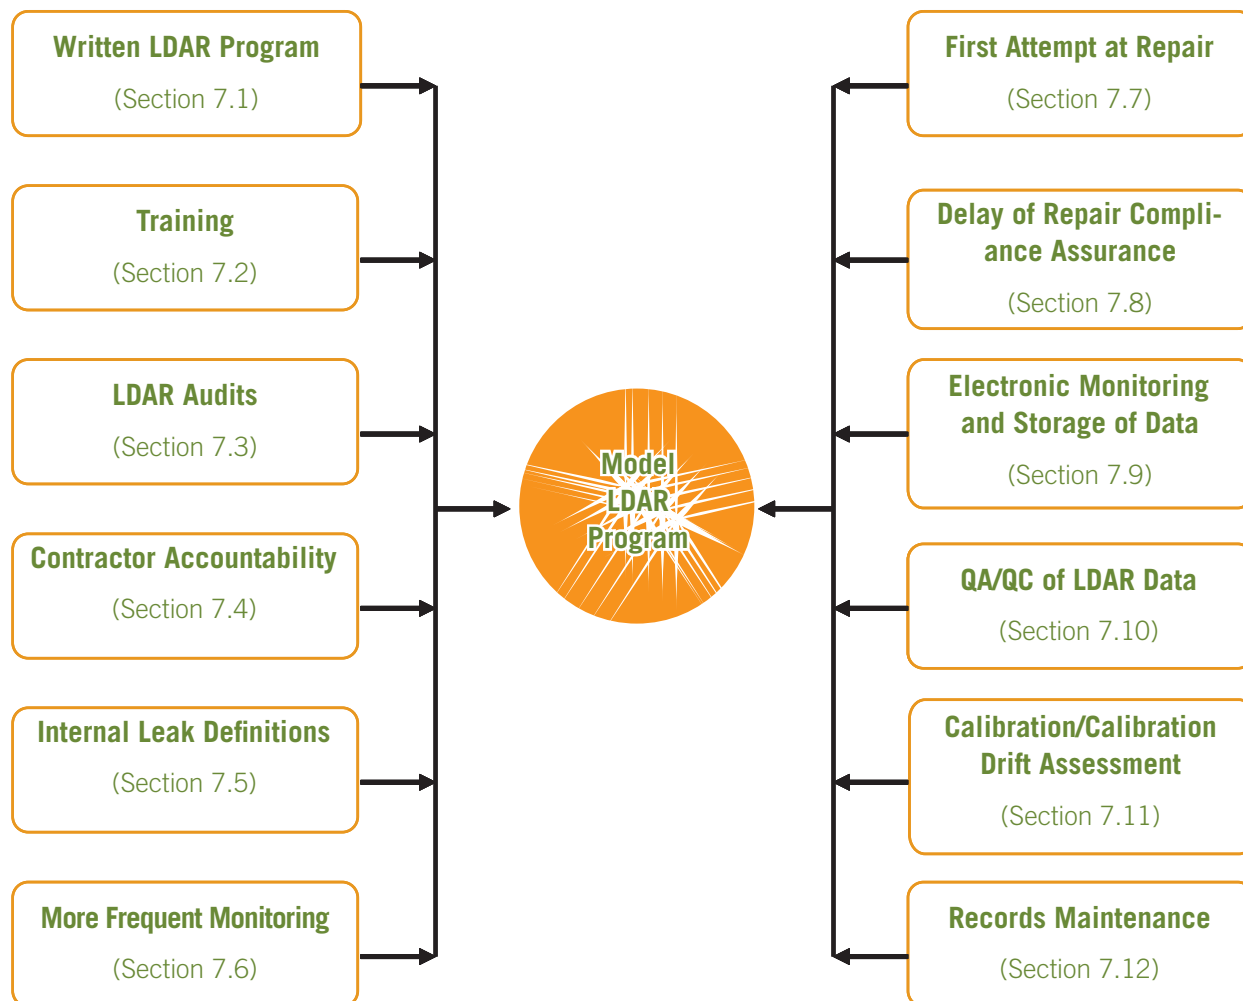 Written LDAR Program
(Section 7.1)
Training
(Section 7.2)
LDAR Audits
(Section 7.3)
Contractor Accountability
(Section 7.4)
Internal Leak Definitions
(Section 7.5)
More Frequent Monitoring
(Section 7.6)
Model
LDAR
Program
First Attempt at Repair
(Section 7.7)
Delay of Repair Compli-
ance Assurance
(Section 7.8)
Electronic Monitoring
and Storage of Data
(Section 7.9)
QA/QC of LDAR Data
(Section 7.10)
Calibration/Calibration
Drift Assessment
(Section 7.11)
Records Maintenance
(Section 7.12)